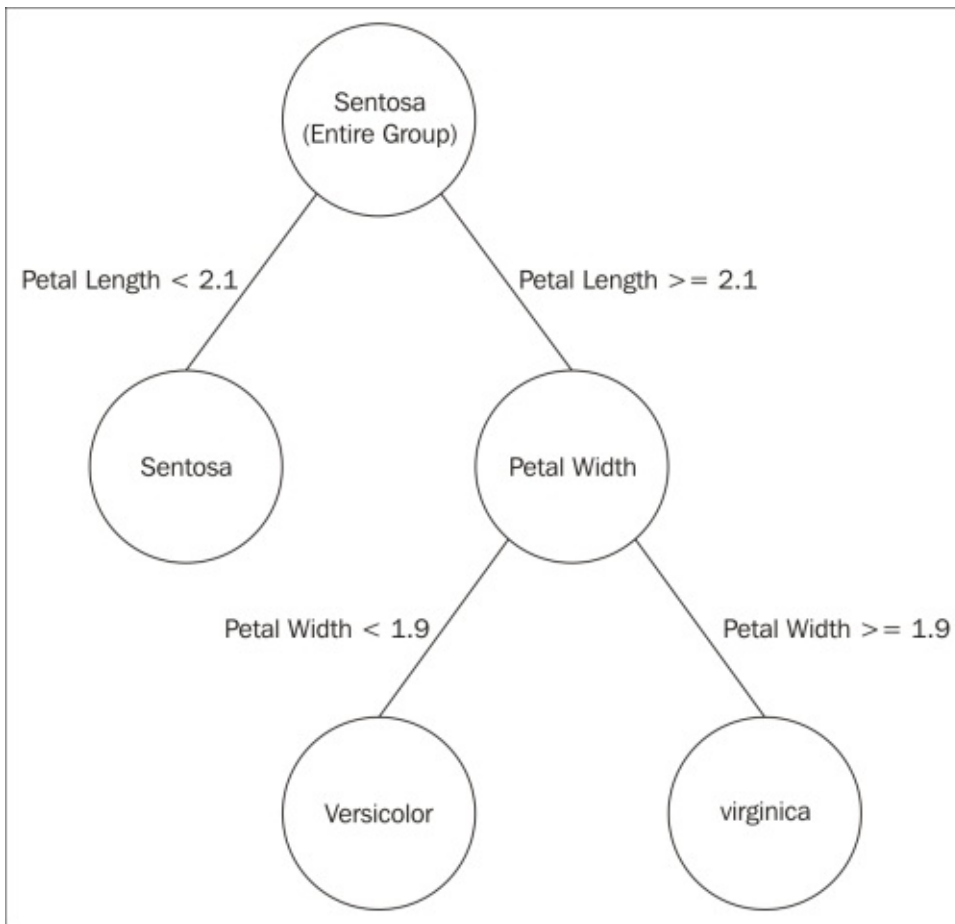 Sentosa
(Entire Group)
Petal Length < 2.1
Petal Length >= 2.1
Sentosa
Petal Width
Petal Width < 1.9
Petal Width >= 1.9
Versicolor
virginica